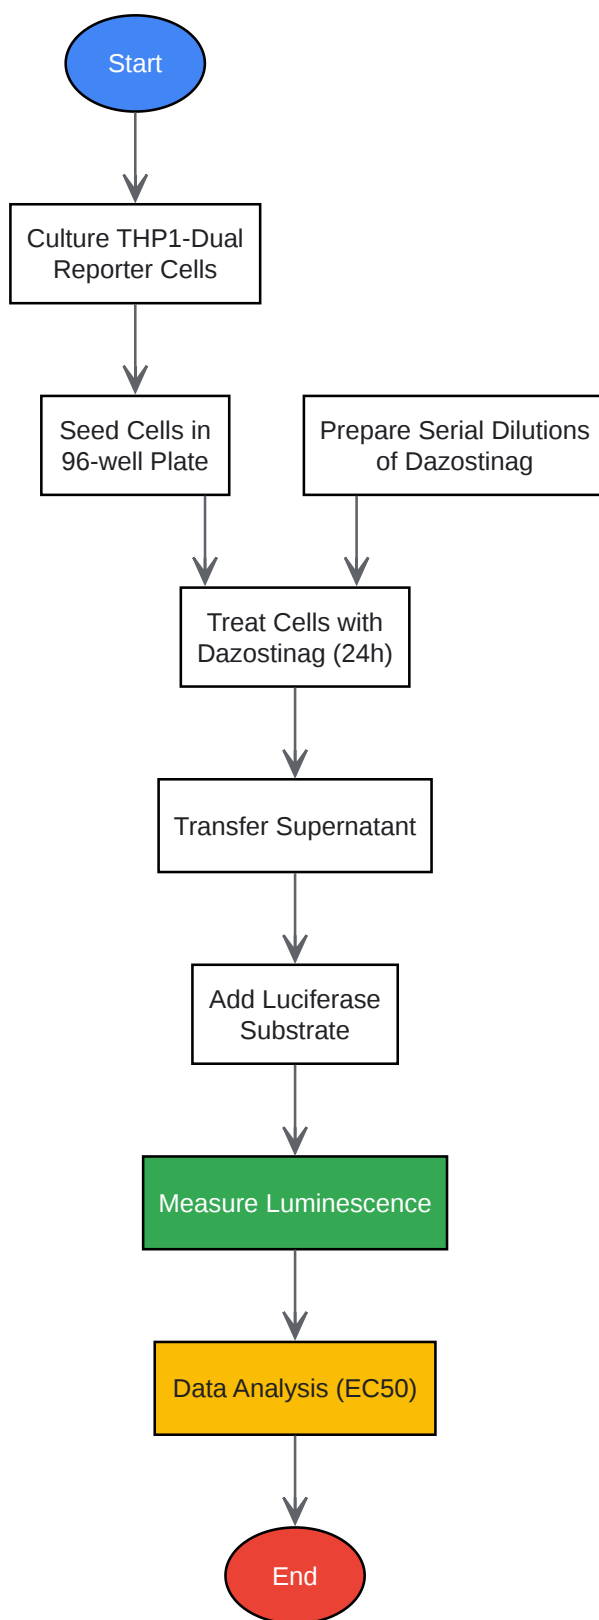 Start
Culture THP1-Dual
Reporter Cells
Seed Cells in
96-well Plate
Prepare Serial Dilutions
of Dazostinag
Treat Cells with
Dazostinag (24h)
Transfer Supernatant
Add Luciferase
Substrate
Measure Luminescence
Data Analysis (EC50)
End